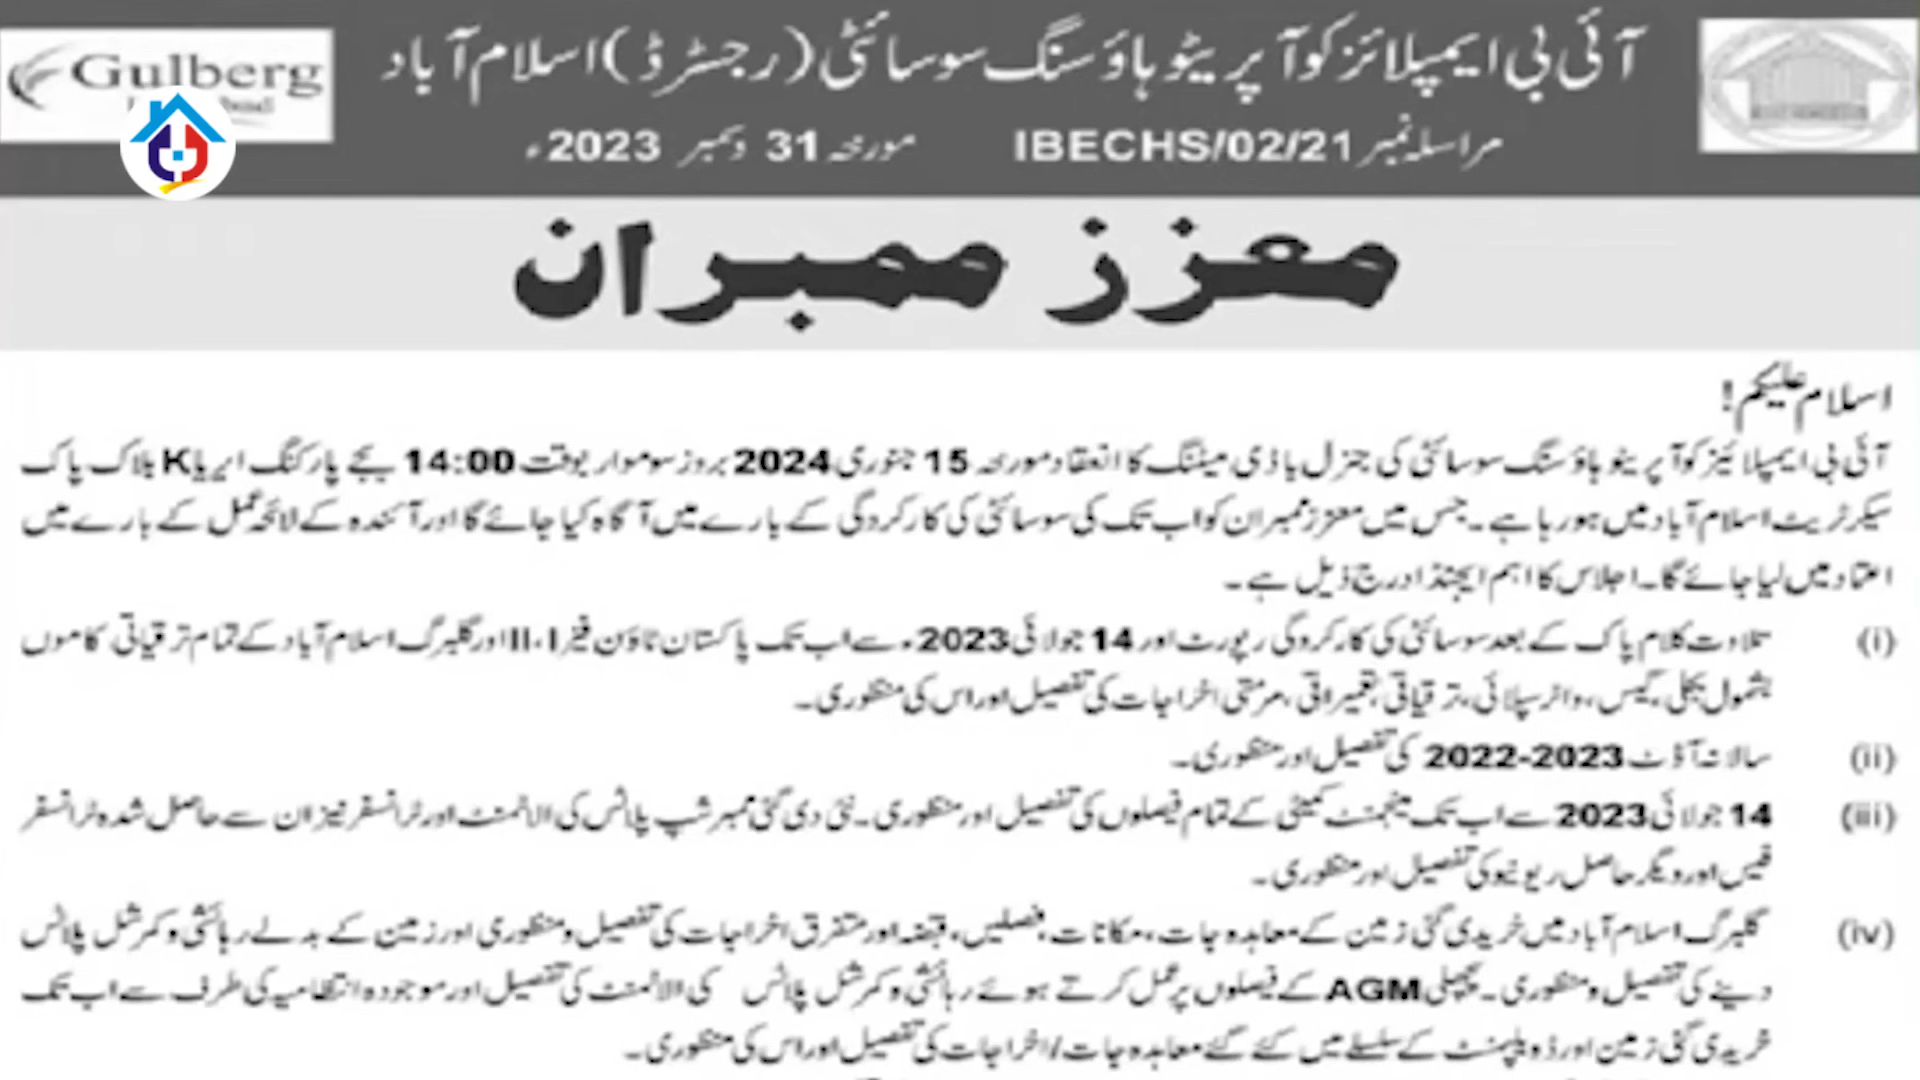 Gulberg
آئی بی ایمپلائز کوآپریٹو ہاؤسنگ سوسائٹی (رجسٹرڈ) اسلام آباد
مراسلہ نمبر IBECHS/02/21 مورخہ 31 دسمبر 2023ء
معزز ممبران
اسلام علیکم!
آئی بی ایمپلائیز کوآپریٹو ہاؤسنگ سوسائٹی کی جنرل باڈی میٹنگ کا انعقاد مورخہ 15 جنوری 2024 بروز سوموار بوقت 14:00 بجے پارکنگ ایریا K بلاک پاک
سیکرٹریٹ اسلام آباد میں ہو رہا ہے۔ جس میں معزز ممبران کو اب تک کی سوسائٹی کی کارکردگی کے بارے میں آگاہ کیا جائے گا اور آئندہ کے لائحہ عمل کے بارے میں
اعتماد میں لیا جائے گا۔ اجلاس کا اہم ایجنڈا درج ذیل ہے۔
(i) تلاوت کلام پاک کے بعد سوسائٹی کی کارکردگی رپورٹ اور 14 جولائی 2023ء سے اب تک پاکستان ٹاؤن فیز I، II اور گلبرگ اسلام آباد کے تمام ترقیاتی کاموں
بشمول بجلی، گیس، واٹر سپلائی، ترقیاتی، تعمیراتی، مرمتی اخراجات کی تفصیل اور اس کی منظوری۔
(ii) سالانہ آڈٹ 2022-2023 کی تفصیل اور منظوری۔
(iii) 14 جولائی 2023 سے اب تک مینجمنٹ کمیٹی کے تمام فیصلوں کی تفصیل اور منظوری۔ نئی دی گئی ممبر شپ پلاٹس کی الاٹمنٹ اور ٹرانسفر نیز ان سے حاصل شدہ ٹرانسفر
فیس اور دیگر حاصل ریونیو کی تفصیل اور منظوری۔
(iv) گلبرگ اسلام آباد میں خریدی گئی زمین کے معاہدہ جات، مکانات، فصلیں، قبضہ اور متفرق اخراجات کی تفصیل و منظوری اور زمین کے بدلے رہائشی و کمرشل پلاٹس
دینے کی تفصیل و منظوری۔ پچھلی AGM کے فیصلوں پر عمل کرتے ہوئے رہائشی و کمرشل پلاٹس کی الاٹمنٹ کی تفصیل اور موجودہ انتظامیہ کی طرف سے اب تک
خریدی گئی زمین اور ڈویلپمنٹ کے سلسلے میں کئے گئے معاہدہ جات/اخراجات کی تفصیل اور اس کی منظوری۔